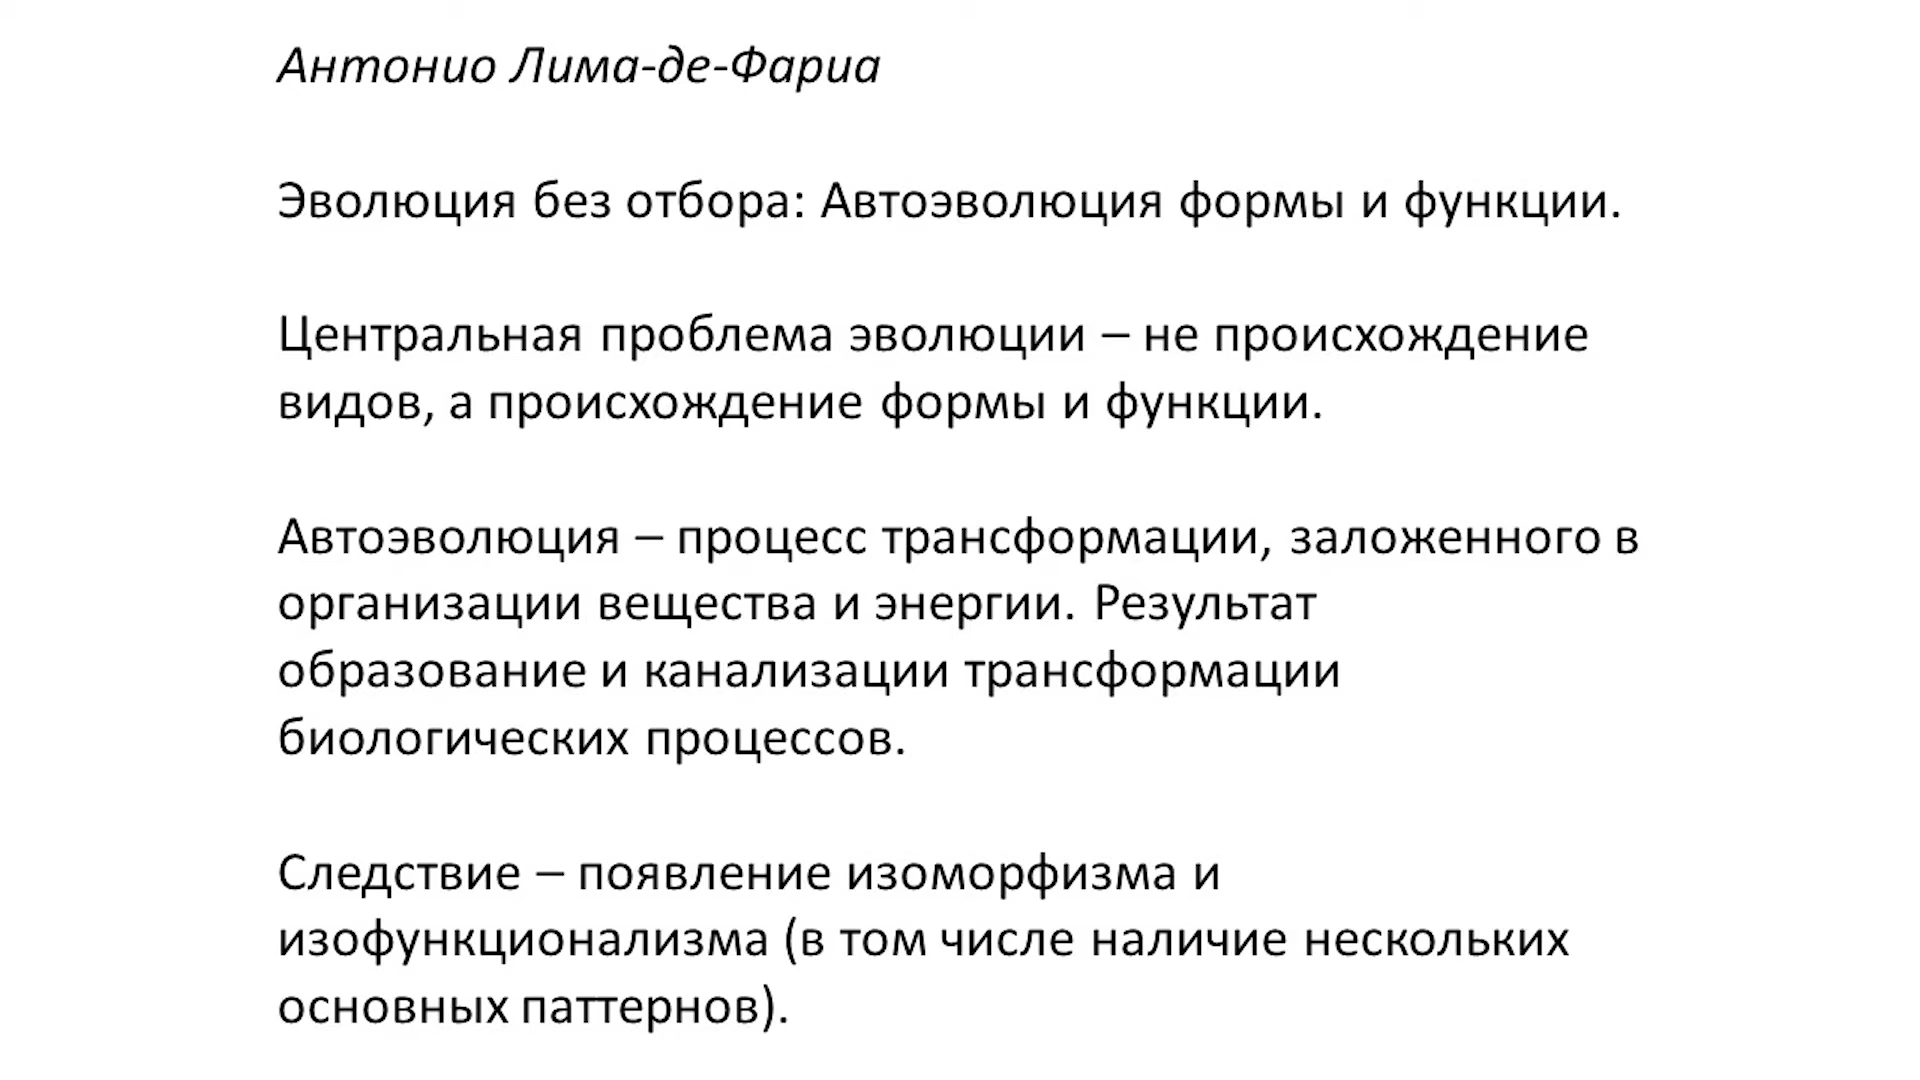 Антонио Лима-де-Фариа
Эволюция без отбора: Автоэволюция формы и функции.
Центральная проблема эволюции – не происхождение
видов, а происхождение формы и функции.
Автоэволюция – процесс трансформации, заложенного в
организации вещества и энергии. Результат
образование и канализации трансформации
биологических процессов.
Следствие – появление изоморфизма и
изофункционализма (в том числе наличие нескольких
основных паттернов).